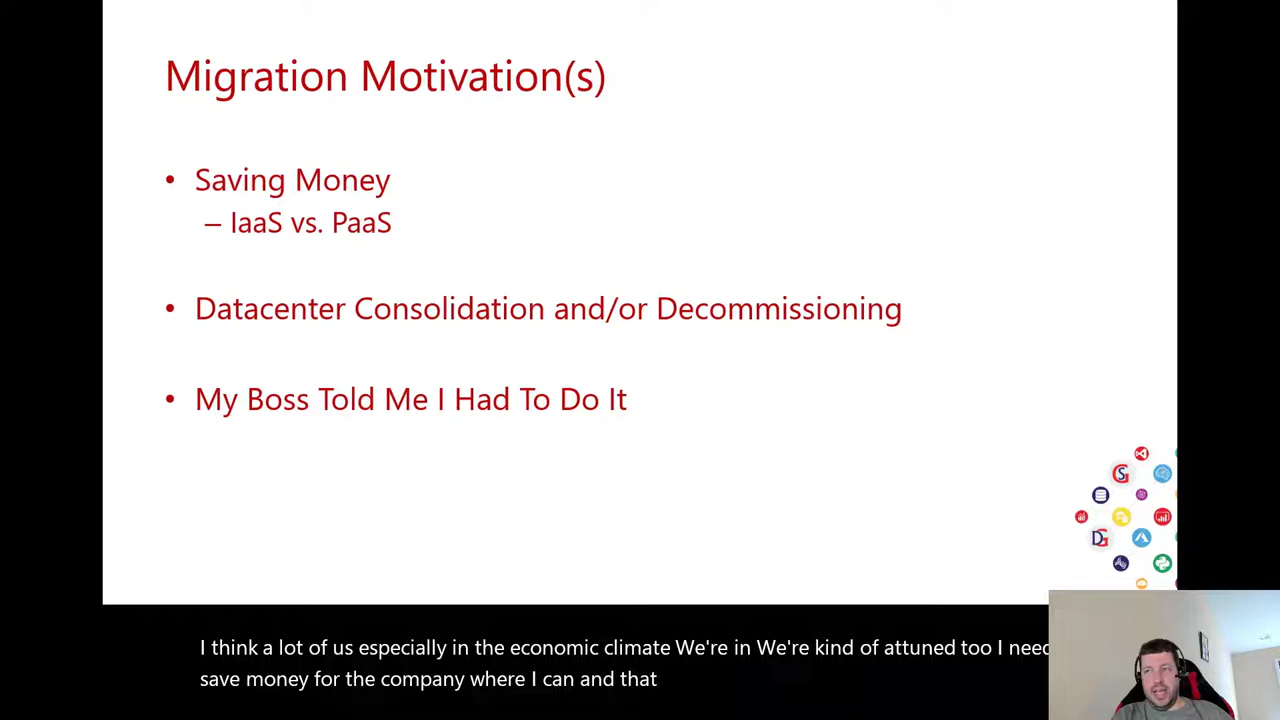 Migration Motivation(s)
• Saving Money
– IaaS vs. PaaS
• Datacenter Consolidation and/or Decommissioning
• My Boss Told Me I Had To Do It
GS
DG
I think a lot of us especially in the economic climate We're in We're kind of attuned too I need
save money for the company where I can and that